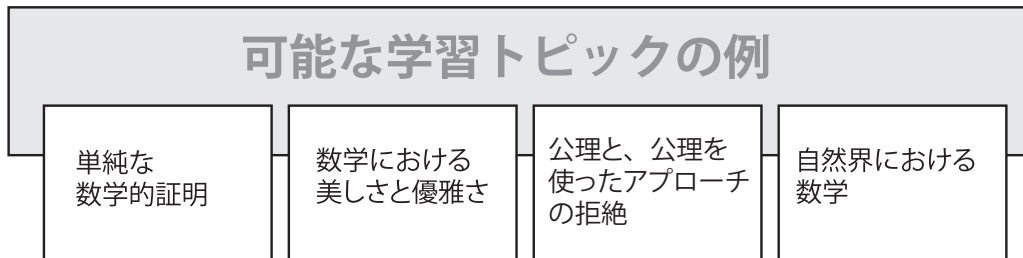 可能な学習トピックの例
単純な
数学的証明
数学における
美しさと優雅さ
公理と、公理を
使ったアプローチ
の拒絶
自然界における
数学